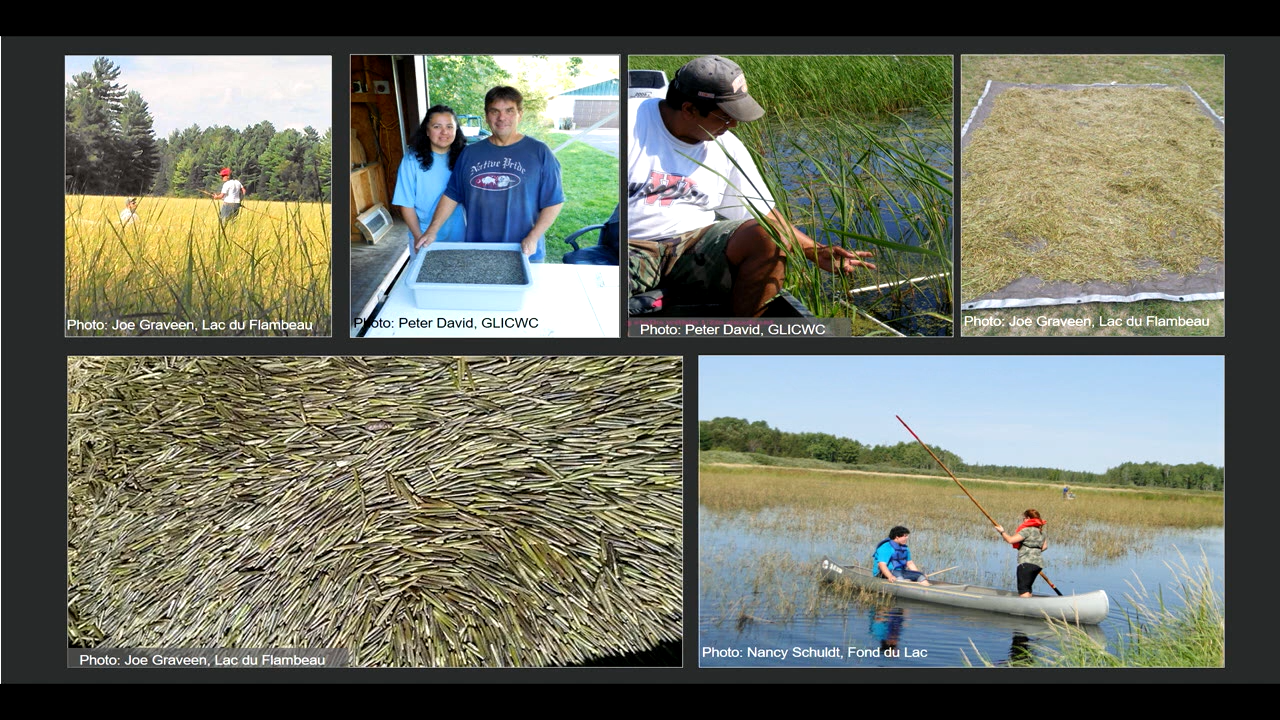 Native Pride
Photo: Joe Graveen, Lac du Flambeau
Photo: Peter David, GLICWC
Photo: Peter David, GLICWC
Photo: Joe Graveen, Lac du Flambeau
Photo: Joe Graveen, Lac du Flambeau
Photo: Nancy Schuldt, Fond du Lac